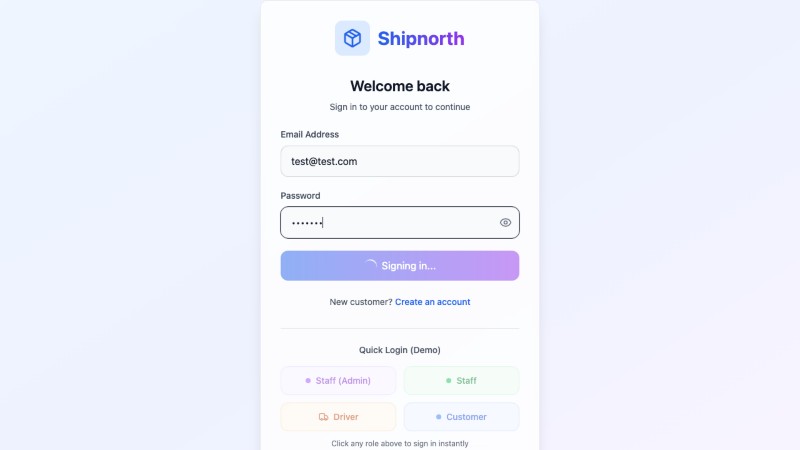 Shipnorth
Welcome back
Sign in to your account to continue
Email Address
test@test.com
Password
•••••••
Signing in...
New customer? Create an account
Quick Login (Demo)
Staff (Admin)
Staff
Driver
Customer
Click any role above to sign in instantly